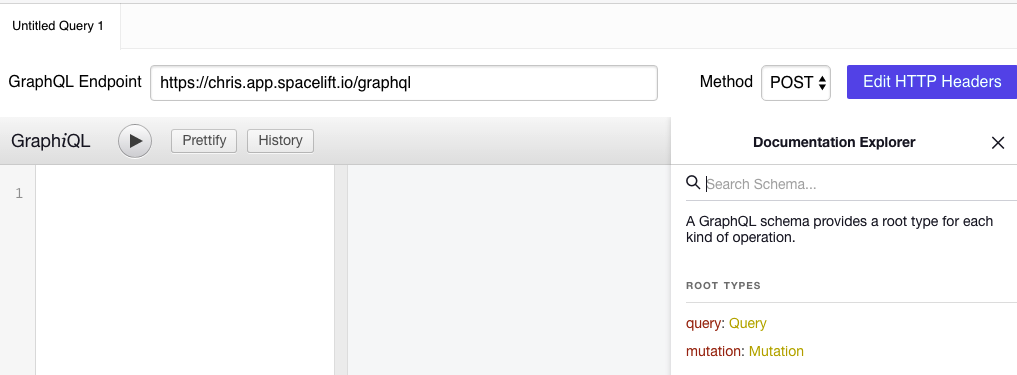 Untitled Query 1
GraphQL Endpoint https://chris.app.spacelift.io/graphql Method POST Edit HTTP Headers
GraphiQL Prettify History
Documentation Explorer
1
Search Schema...
A GraphQL schema provides a root type for each
kind of operation.
ROOT TYPES
query: Query
mutation: Mutation